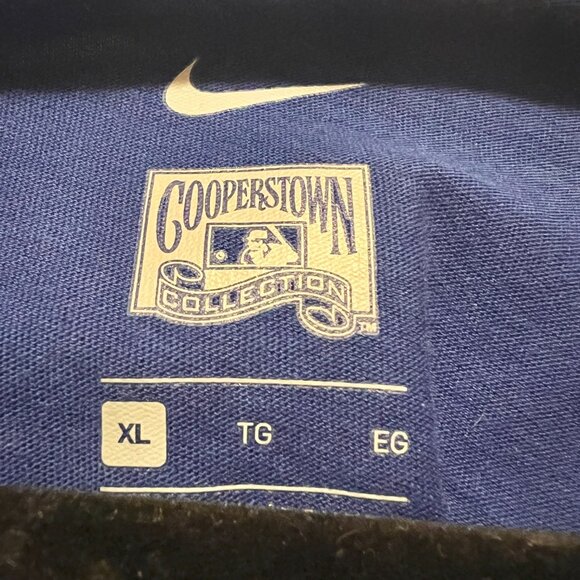 COOPERSTOWN
COLLECTION
TM
XL TG EG